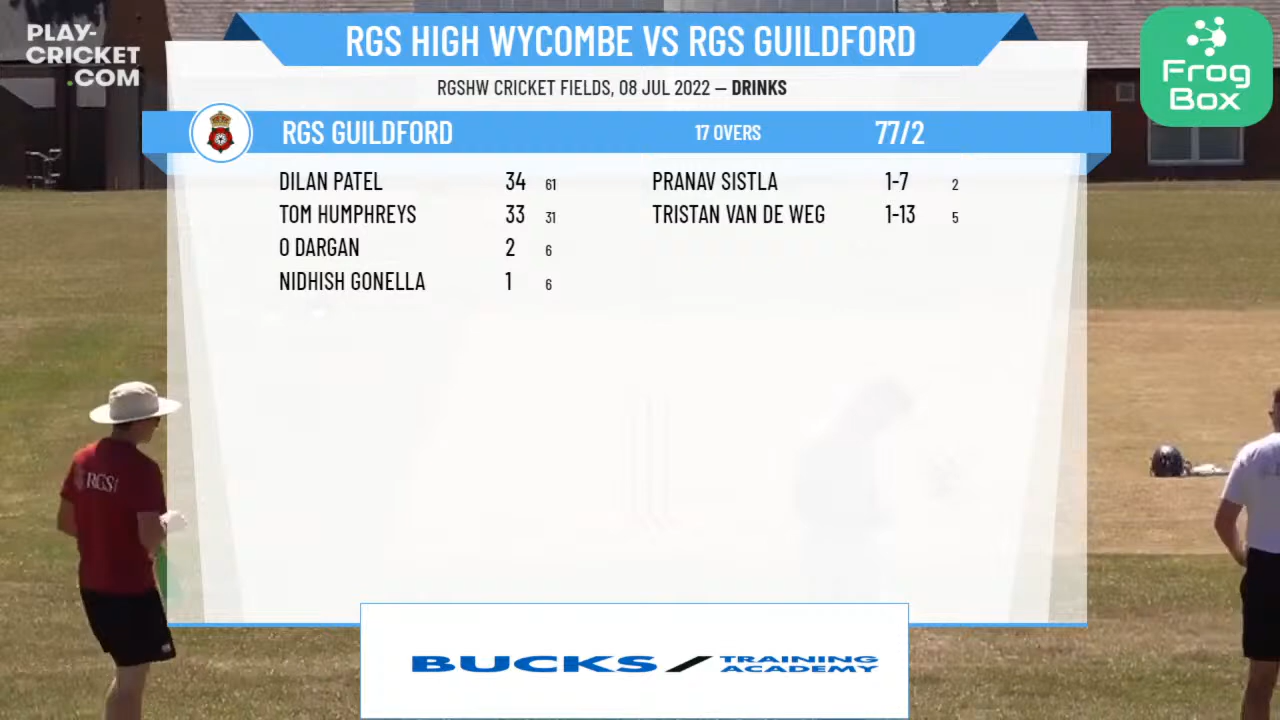 PLAY-
CRICKET
.COM
RGS HIGH WYCOMBE VS RGS GUILDFORD
Frog
Box
RGSHW CRICKET FIELDS, 08 JUL 2022 – DRINKS
RGS GUILDFORD 17 OVERS 77/2
DILAN PATEL 34 61 PRANAV SISTLA 1-7 2
TOM HUMPHREYS 33 31 TRISTAN VAN DE WEG 1-13 5
O DARGAN 2 6
NIDHISH GONELLA 1 6
RGS
BUCKS TRAINING
ACADEMY